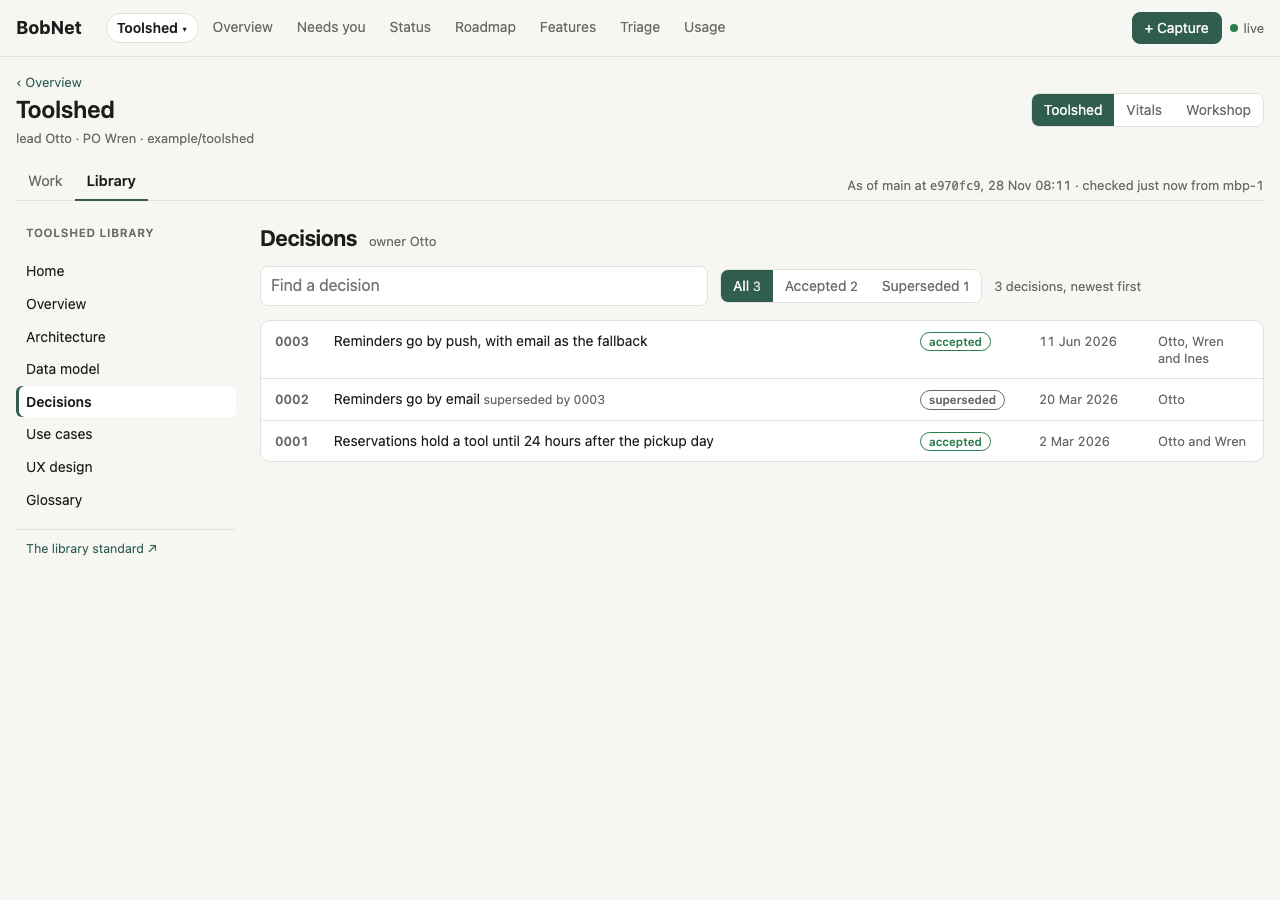 BobNet
Toolshed ▾
Overview
Needs you
Status
Roadmap
Features
Triage
Usage
+ Capture
live
‹ Overview
Toolshed
lead Otto · PO Wren · example/toolshed
Toolshed
Vitals
Workshop
Work
Library
As of main at e970fc9, 28 Nov 08:11 · checked just now from mbp-1
TOOLSHED LIBRARY
Home
Overview
Architecture
Data model
Decisions
Use cases
UX design
Glossary
The library standard ↗
Decisions owner Otto
Find a decision
All 3
Accepted 2
Superseded 1
3 decisions, newest first
0003 Reminders go by push, with email as the fallback accepted 11 Jun 2026 Otto, Wren
and Ines
0002 Reminders go by email superseded by 0003 superseded 20 Mar 2026 Otto
0001 Reservations hold a tool until 24 hours after the pickup day accepted 2 Mar 2026 Otto and Wren